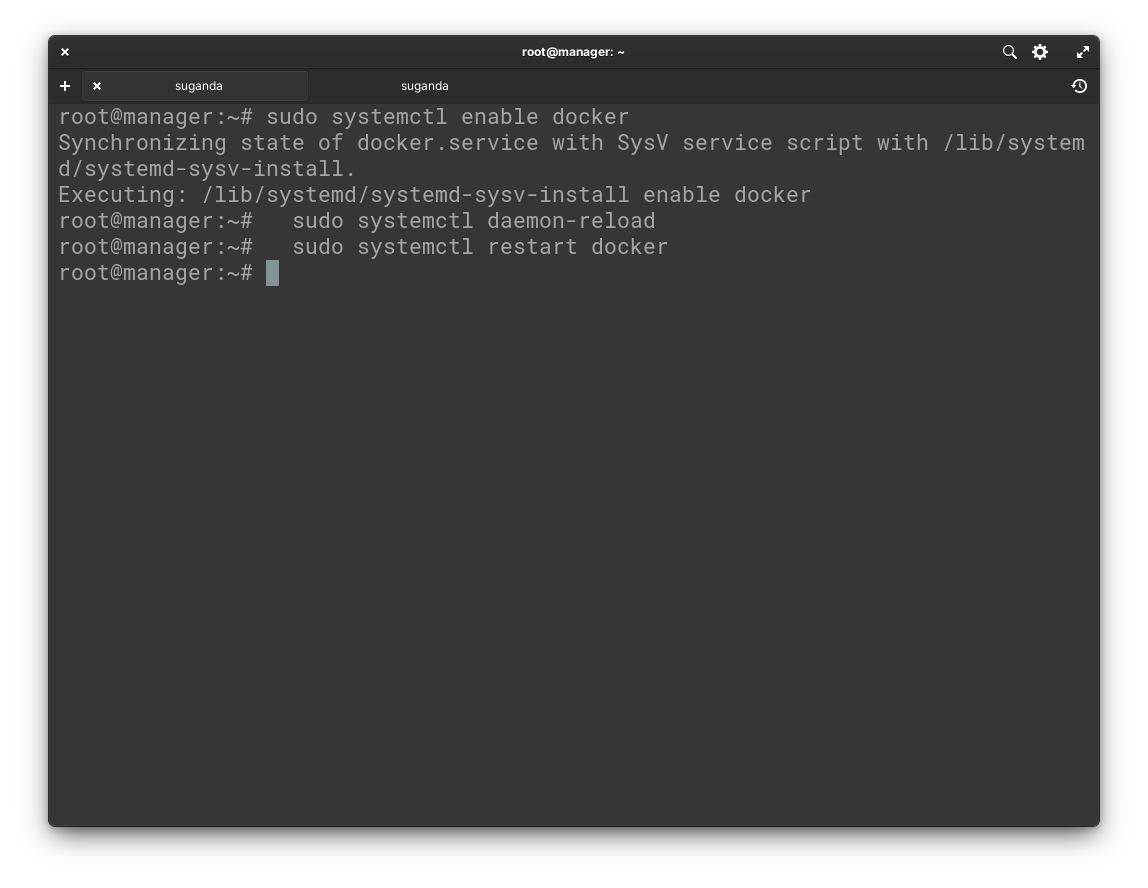 root@manager: ~
suganda
suganda
root@manager:~# sudo systemctl enable docker
Synchronizing state of docker.service with SysV service script with /lib/system
d/systemd-sysv-install.
Executing: /lib/systemd/systemd-sysv-install enable docker
root@manager:~#   sudo systemctl daemon-reload
root@manager:~#   sudo systemctl restart docker
root@manager:~#